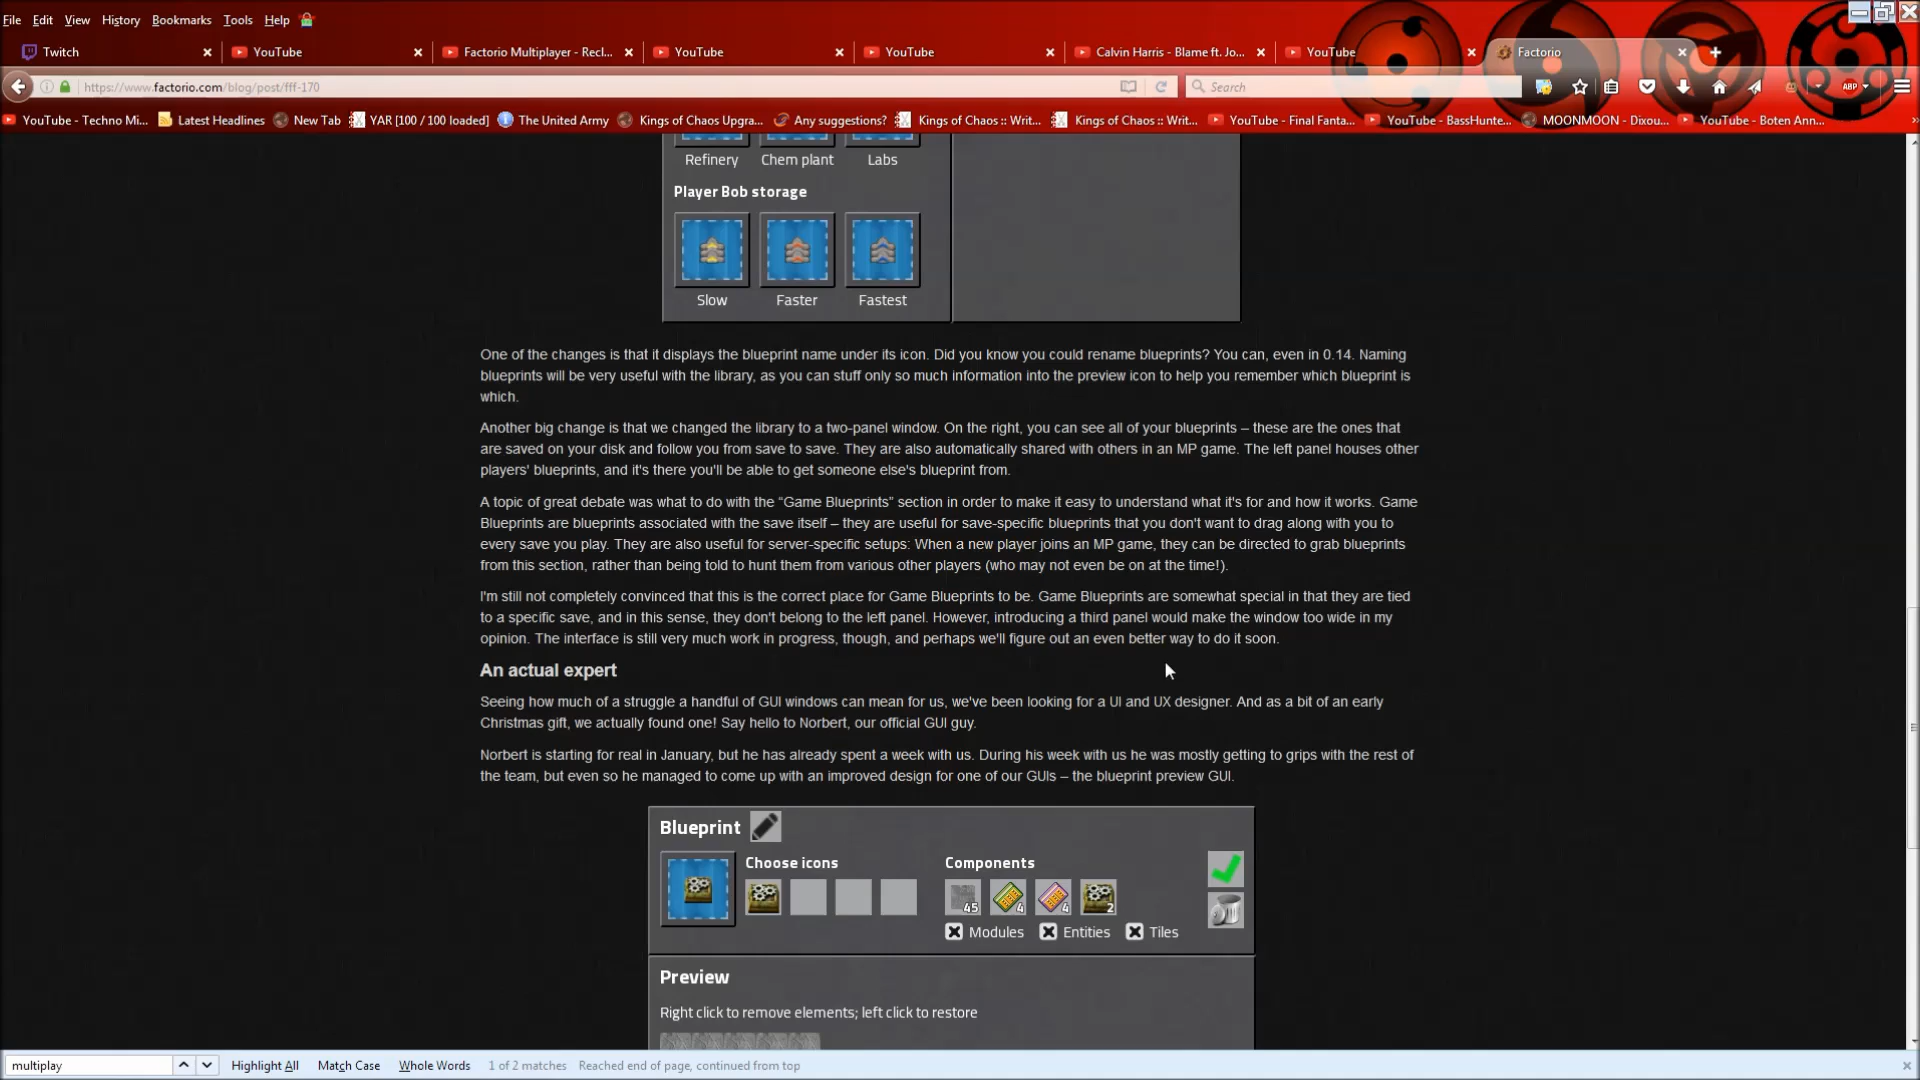 File Edit View History Bookmarks Tools Help
Twitch YouTube Factorio Multiplayer - Recl... YouTube YouTube Calvin Harris - Blame ft. Jo... YouTube Factorio
https://www.factorio.com/blog/post/fff-170 Search ABP
YouTube - Techno Mi... Latest Headlines New Tab YAR [100 / 100 loaded] The United Army Kings of Chaos Upgra... Any suggestions? Kings of Chaos :: Writ... Kings of Chaos :: Writ... YouTube - Final Fanta... YouTube - BassHunte... MOONMOON - Dixou... YouTube - Boten Ann...
Refinery Chem plant Labs
Player Bob storage
Slow Faster Fastest
One of the changes is that it displays the blueprint name under its icon. Did you know you could rename blueprints? You can, even in 0.14. Naming
blueprints will be very useful with the library, as you can stuff only so much information into the preview icon to help you remember which blueprint is
which.
Another big change is that we changed the library to a two-panel window. On the right, you can see all of your blueprints – these are the ones that
are saved on your disk and follow you from save to save. They are also automatically shared with others in an MP game. The left panel houses other
players' blueprints, and it's there you'll be able to get someone else's blueprint from.
A topic of great debate was what to do with the “Game Blueprints” section in order to make it easy to understand what it's for and how it works. Game
Blueprints are blueprints associated with the save itself – they are useful for save-specific blueprints that you don't want to drag along with you to
every save you play. They are also useful for server-specific setups: When a new player joins an MP game, they can be directed to grab blueprints
from this section, rather than being told to hunt them from various other players (who may not even be on at the time!).
I'm still not completely convinced that this is the correct place for Game Blueprints to be. Game Blueprints are somewhat special in that they are tied
to a specific save, and in this sense, they don't belong to the left panel. However, introducing a third panel would make the window too wide in my
opinion. The interface is still very much work in progress, though, and perhaps we'll figure out an even better way to do it soon.
An actual expert
Seeing how much of a struggle a handful of GUI windows can mean for us, we've been looking for a UI and UX designer. And as a bit of an early
Christmas gift, we actually found one! Say hello to Norbert, our official GUI guy.
Norbert is starting for real in January, but he has already spent a week with us. During his week with us he was mostly getting to grips with the rest of
the team, but even so he managed to come up with an improved design for one of our GUIs – the blueprint preview GUI.
Blueprint
Choose icons Components
45 4 4 2
Modules Entities Tiles
Preview
Right click to remove elements; left click to restore
multiplay Highlight All Match Case Whole Words 1 of 2 matches Reached end of page, continued from top